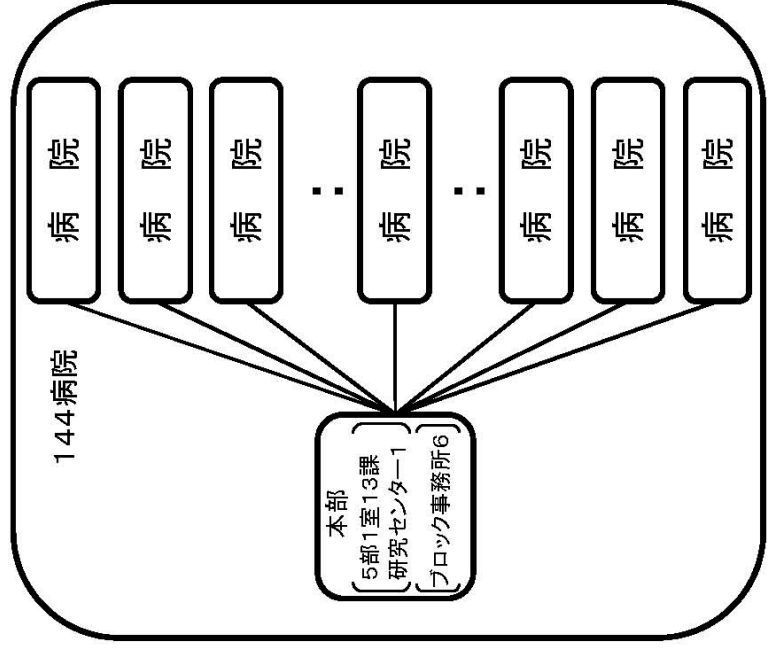 本部
5部1室13課
研究センター1
ブロック事務所6
144病院
病院
病院
病院
：
病院
：
病院
病院
病院